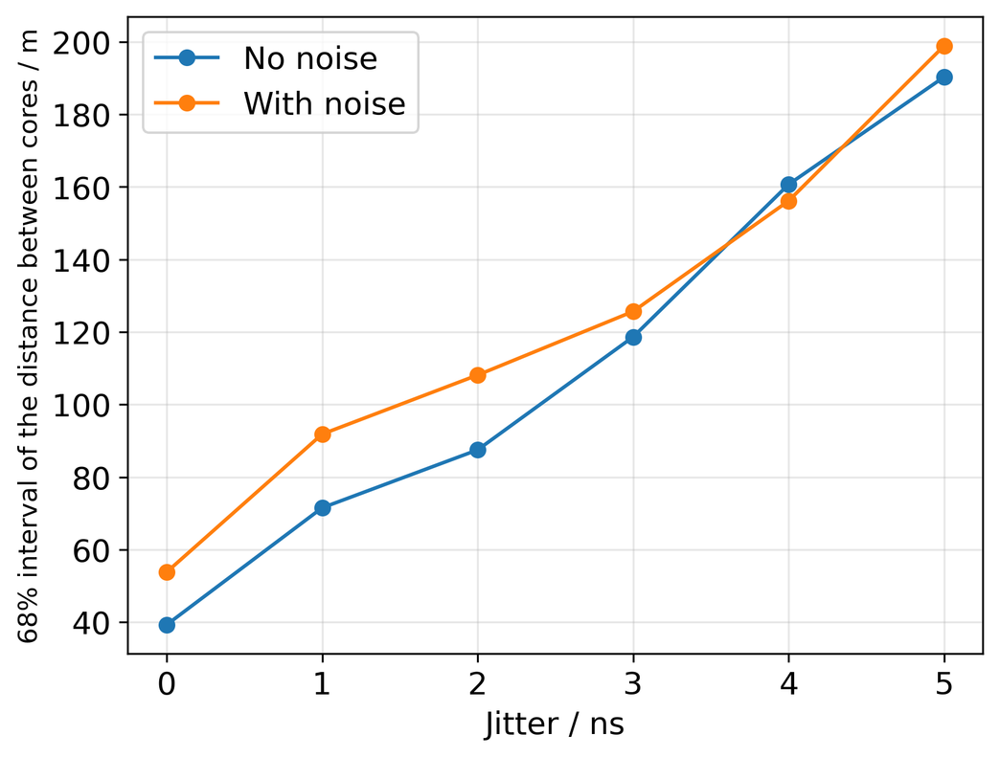 68% interval of the distance between cores / m
200
180
160
140
120
100
80
60
40
No noise
With noise
0 1 2 3 4 5
Jitter / ns